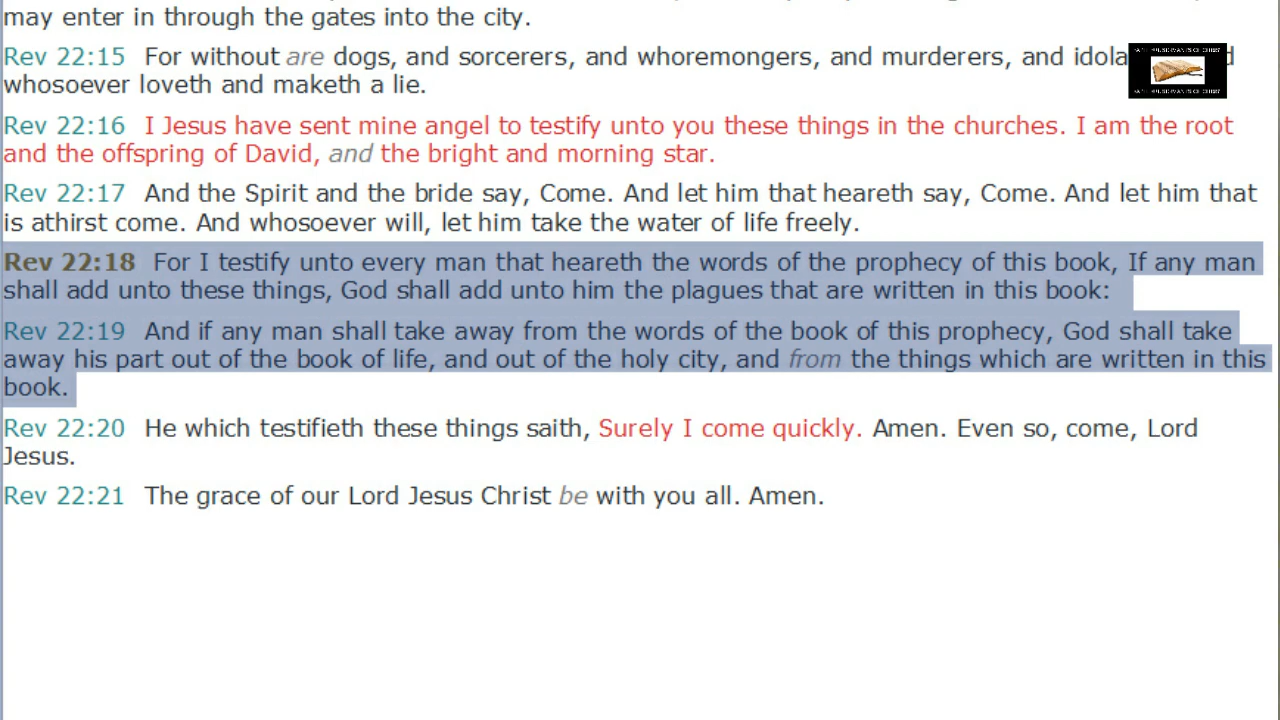 may enter in through the gates into the city.
Rev 22:15 For without are dogs, and sorcerers, and whoremongers, and murderers, and
whosoever loveth and maketh a lie.
Rev 22:16 I Jesus have sent mine angel to testify unto you these things in the churches. I am the root
and the offspring of David, and the bright and morning star.
Rev 22:17 And the Spirit and the bride say, Come. And let him that heareth say, Come. And let him that
is athirst come. And whosoever will, let him take the water of life freely.
Rev 22:18 For I testify unto every man that heareth the words of the prophecy of this book, If any man
shall add unto these things, God shall add unto him the plagues that are written in this book:
Rev 22:19 And if any man shall take away from the words of the book of this prophecy, God shall take
away his part out of the book of life, and out of the holy city, and from the things which are written in this
book.
Rev 22:20 He which testifieth these things saith, Surely I come quickly. Amen. Even so, come, Lord
Jesus.
Rev 22:21 The grace of our Lord Jesus Christ be with you all. Amen.